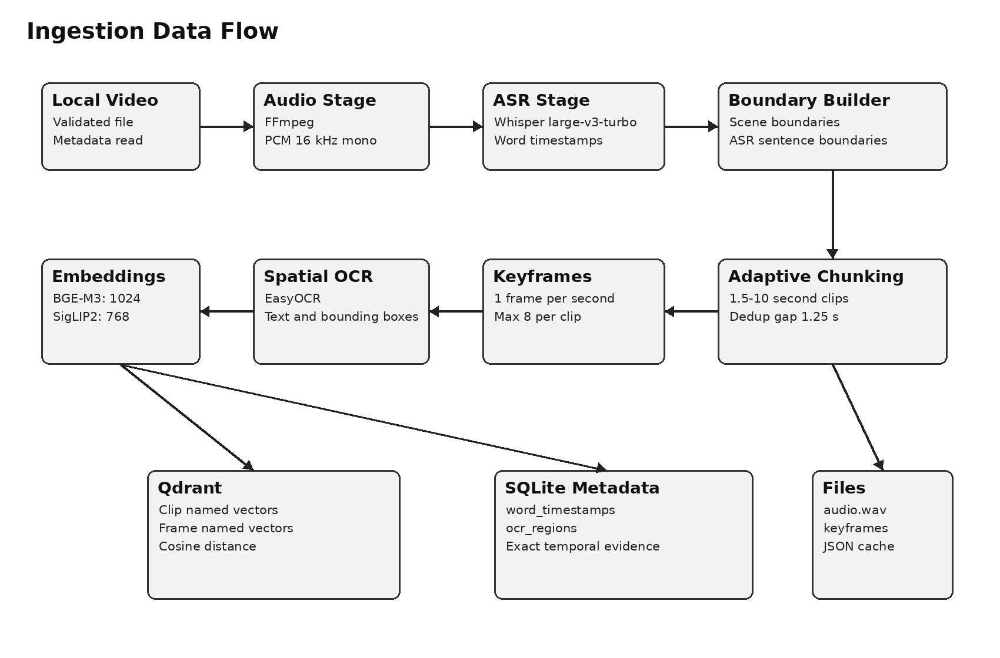 Ingestion Data Flow
Local Video
Validated file
Metadata read
Audio Stage
FFmpeg
PCM 16 kHz mono
ASR Stage
Whisper large-v3-turbo
Word timestamps
Boundary Builder
Scene boundaries
ASR sentence boundaries
Embeddings
BGE-M3: 1024
SigLIP2: 768
Spatial OCR
EasyOCR
Text and bounding boxes
Keyframes
1 frame per second
Max 8 per clip
Adaptive Chunking
1.5-10 second clips
Dedup gap 1.25 s
Qdrant
Clip named vectors
Frame named vectors
Cosine distance
SQLite Metadata
word_timestamps
ocr_regions
Exact temporal evidence
Files
audio.wav
keyframes
JSON cache